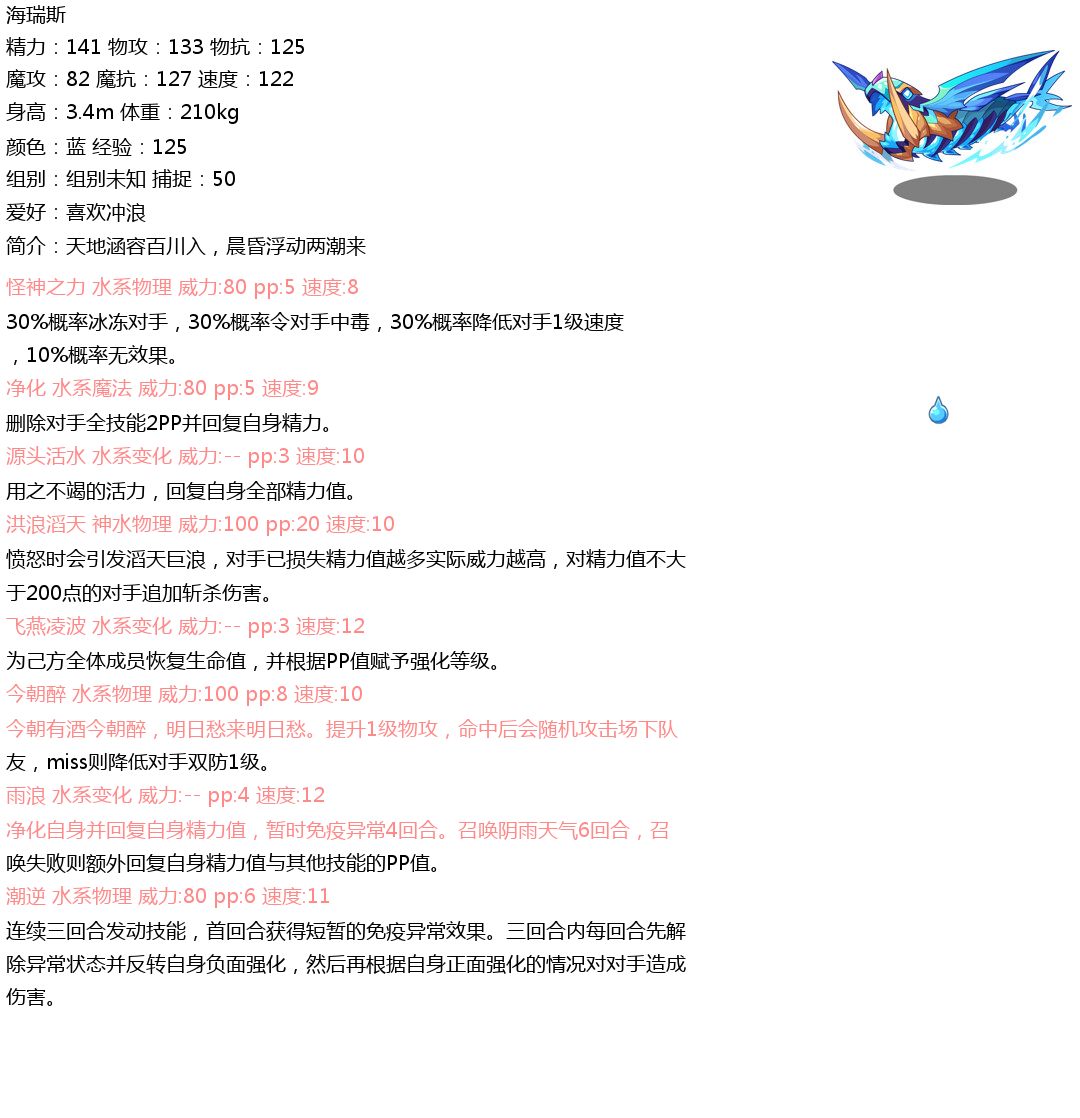 海瑞斯
精力：141 物攻：133 物抗：125
魔攻：82 魔抗：127 速度：122
身高：3.4m 体重：210kg
颜色：蓝 经验：125
组别：组别未知 捕捉：50
爱好：喜欢冲浪
简介：天地涵容百川入，晨昏浮动两潮来
怪神之力 水系物理 威力:80 pp:5 速度:8
30%概率冰冻对手，30%概率令对手中毒，30%概率降低对手1级速度
，10%概率无效果。
净化 水系魔法 威力:80 pp:5 速度:9
删除对手全技能2PP并回复自身精力。
源头活水 水系变化 威力:-- pp:3 速度:10
用之不竭的活力，回复自身全部精力值。
洪浪滔天 神水物理 威力:100 pp:20 速度:10
愤怒时会引发滔天巨浪，对手已损失精力值越多实际威力越高，对精力值不大
于200点的对手追加斩杀伤害。
飞燕凌波 水系变化 威力:-- pp:3 速度:12
为己方全体成员恢复生命值，并根据PP值赋予强化等级。
今朝醉 水系物理 威力:100 pp:8 速度:10
今朝有酒今朝醉，明日愁来明日愁。提升1级物攻，命中后会随机攻击场下队
友，miss则降低对手双防1级。
雨浪 水系变化 威力:-- pp:4 速度:12
净化自身并回复自身精力值，暂时免疫异常4回合。召唤阴雨天气6回合，召
唤失败则额外回复自身精力值与其他技能的PP值。
潮逆 水系物理 威力:80 pp:6 速度:11
连续三回合发动技能，首回合获得短暂的免疫异常效果。三回合内每回合先解
除异常状态并反转自身负面强化，然后再根据自身正面强化的情况对对手造成
伤害。